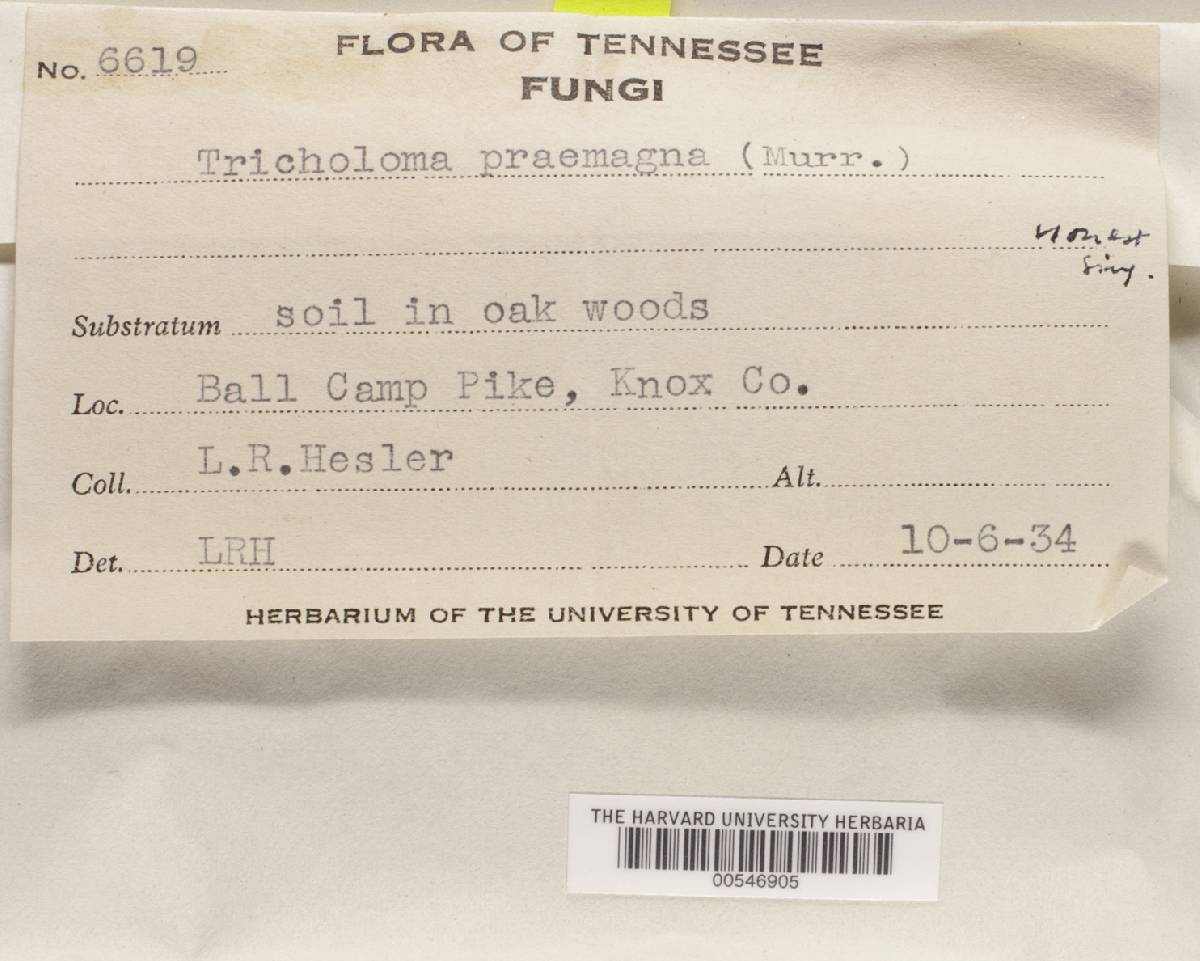 No. 6619
FLORA OF TENNESSEE
FUNGI
Tricholoma praemagna (Murr.)
Substratum soil in oak woods
Loc. Ball Camp Pike, Knox Co.
Coll. L.R.Hesler Alt.
Det. LRH Date 10-6-34
HERBARIUM OF THE UNIVERSITY OF TENNESSEE
THE HARVARD UNIVERSITY HERBARIA
00546905